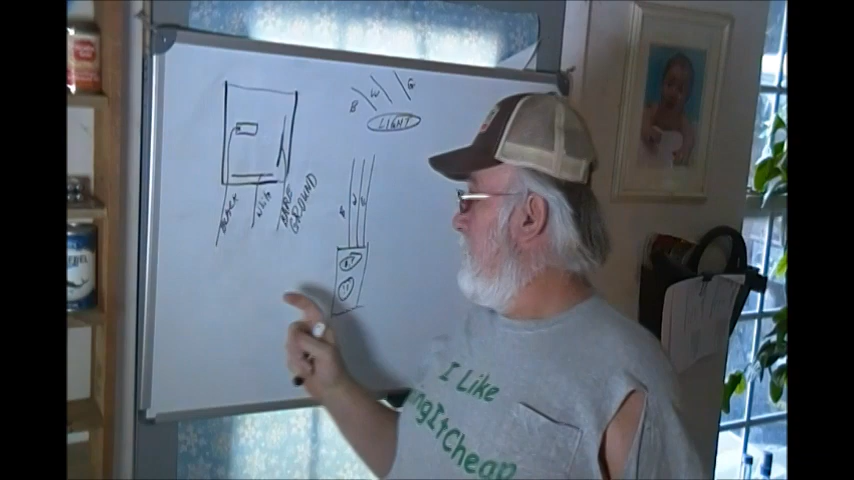 B W G
LIGHT
BLACK
White
BARE
GROUND
B W G
I Like
ngItCheap